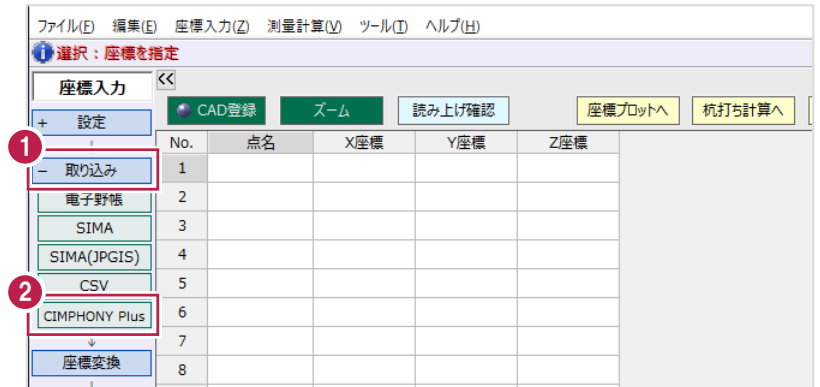 ファイル(F) 編集(E) 座標入力(Z) 測量計算(V) ツール(T) ヘルプ(H)
選択：座標を指定
座標入力
<<
CAD登録 ズーム 読み上げ確認 座標プロットへ 杭打ち計算へ
+ 設定
1
− 取り込み
電子野帳
SIMA
SIMA(JPGIS)
CSV
2
CIMPHONY Plus
↓
座標変換
No. 点名 X座標 Y座標 Z座標
1
2
3
4
5
6
7
8